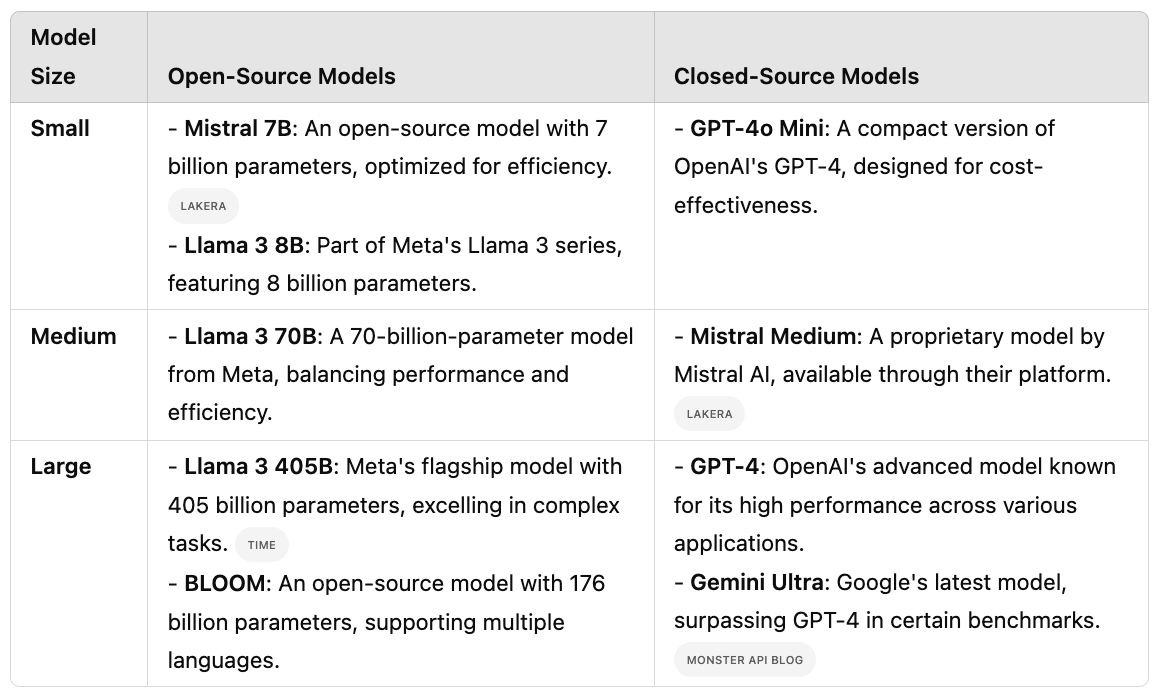 Model
Size
Open-Source Models
Closed-Source Models
Small
- Mistral 7B: An open-source model with 7
billion parameters, optimized for efficiency.
LAKERA
- Llama 3 8B: Part of Meta's Llama 3 series,
featuring 8 billion parameters.
- GPT-4o Mini: A compact version of
OpenAI's GPT-4, designed for cost-
effectiveness.
Medium
- Llama 3 70B: A 70-billion-parameter model
from Meta, balancing performance and
efficiency.
- Mistral Medium: A proprietary model by
Mistral AI, available through their platform.
LAKERA
Large
- Llama 3 405B: Meta's flagship model with
405 billion parameters, excelling in complex
tasks. TIME
- BLOOM: An open-source model with 176
billion parameters, supporting multiple
languages.
- GPT-4: OpenAI's advanced model known
for its high performance across various
applications.
- Gemini Ultra: Google's latest model,
surpassing GPT-4 in certain benchmarks.
MONSTER API BLOG